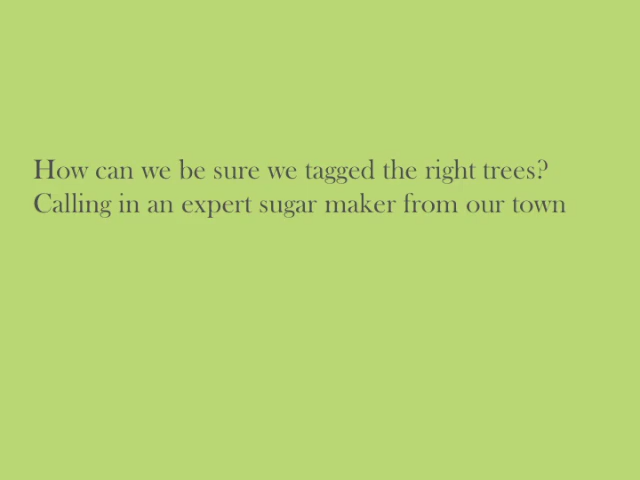 How can we be sure we tagged the right trees?
Calling in an expert sugar maker from our town